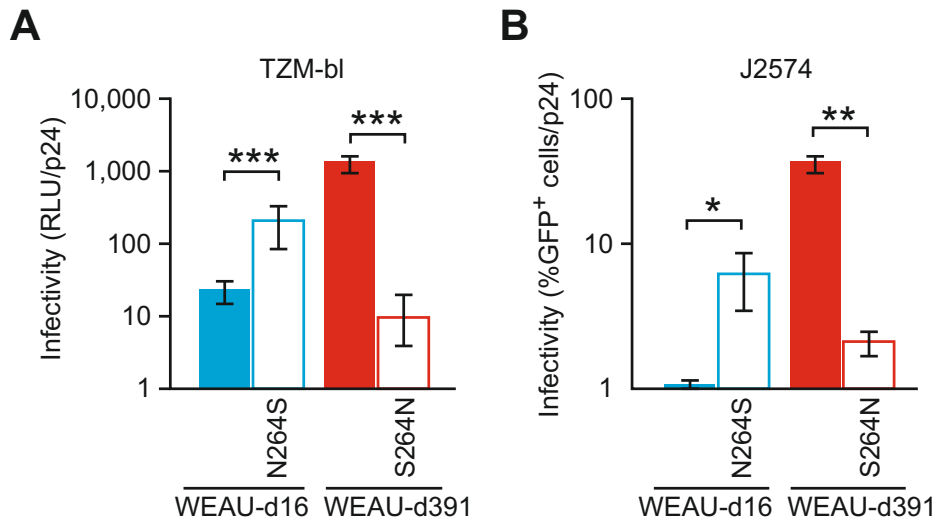 A
TZM-bl
Infectivity (RLU/p24)
10,000
1,000
100
10
1
***
***
N264S
S264N
WEAU-d16
WEAU-d391
B
J2574
Infectivity (%GFP⁺ cells/p24)
100
10
1
*
**
N264S
S264N
WEAU-d16
WEAU-d391